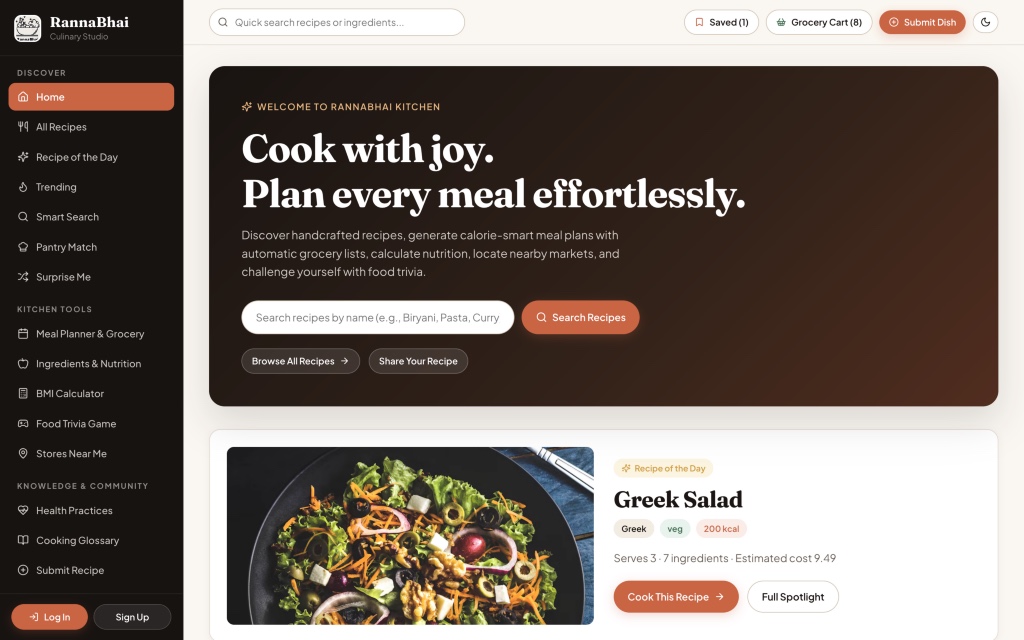 RannaBhai
Culinary Studio
DISCOVER
Home
All Recipes
Recipe of the Day
Trending
Smart Search
Pantry Match
Surprise Me
KITCHEN TOOLS
Meal Planner & Grocery
Ingredients & Nutrition
BMI Calculator
Food Trivia Game
Stores Near Me
KNOWLEDGE & COMMUNITY
Health Practices
Cooking Glossary
Submit Recipe
Log In
Sign Up
Quick search recipes or ingredients...
Saved (1)
Grocery Cart (8)
Submit Dish
WELCOME TO RANNABHAI KITCHEN
Cook with joy.
Plan every meal effortlessly.
Discover handcrafted recipes, generate calorie-smart meal plans with
automatic grocery lists, calculate nutrition, locate nearby markets, and
challenge yourself with food trivia.
Search recipes by name (e.g., Biryani, Pasta, Curry
Search Recipes
Browse All Recipes
Share Your Recipe
Recipe of the Day
Greek Salad
Greek
veg
200 kcal
Serves 3 · 7 ingredients · Estimated cost 9.49
Cook This Recipe
Full Spotlight